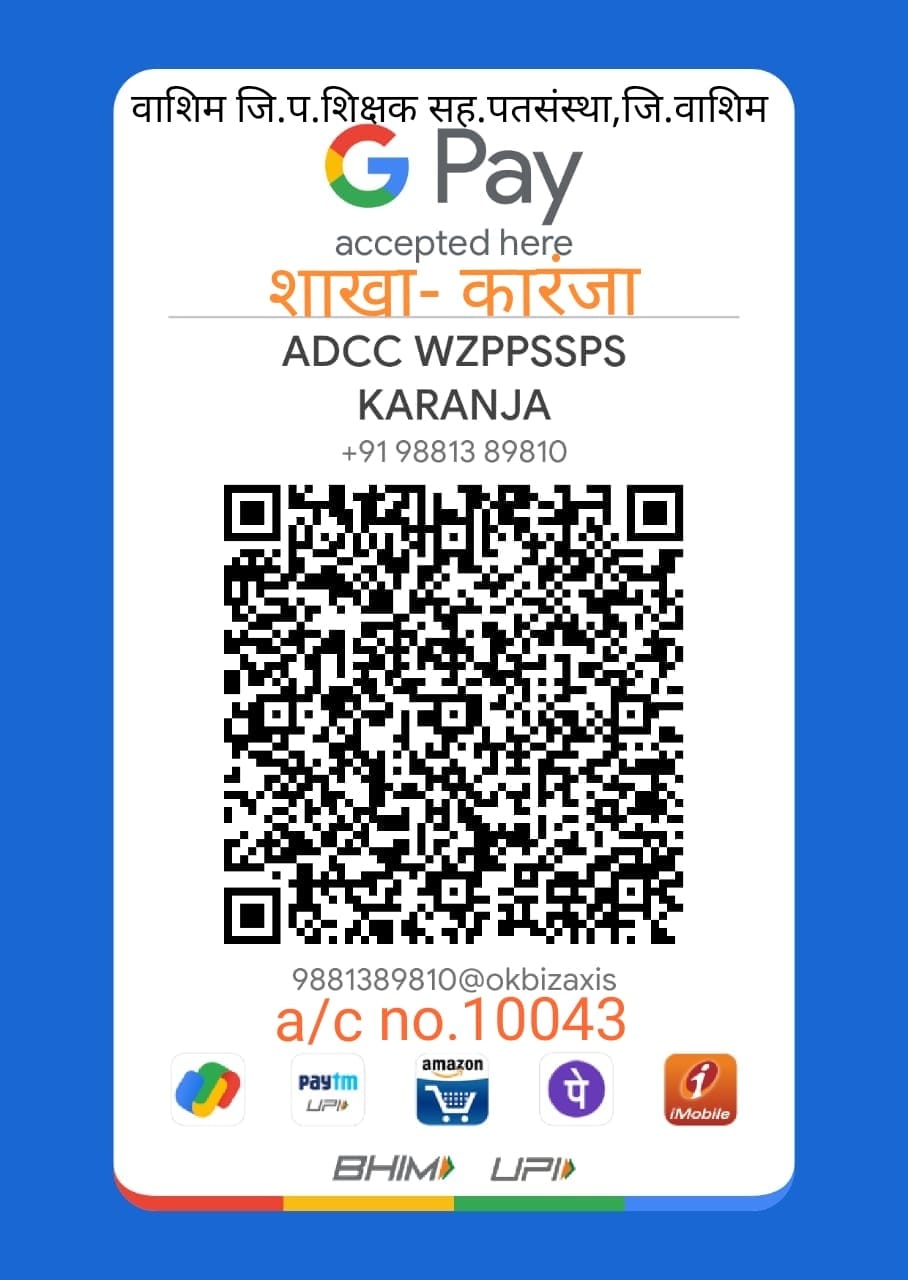 वाशिम जि.प.शिक्षक सह.पतसंस्था,जि.वाशिम
G Pay
accepted here
शाखा- कारंजा
ADCC WZPPSSPS
KARANJA
+91 98813 89810
9881389810@okbizaxis
a/c no.10043
paytm UPI amazon पे i iMobile
BHIM UPI